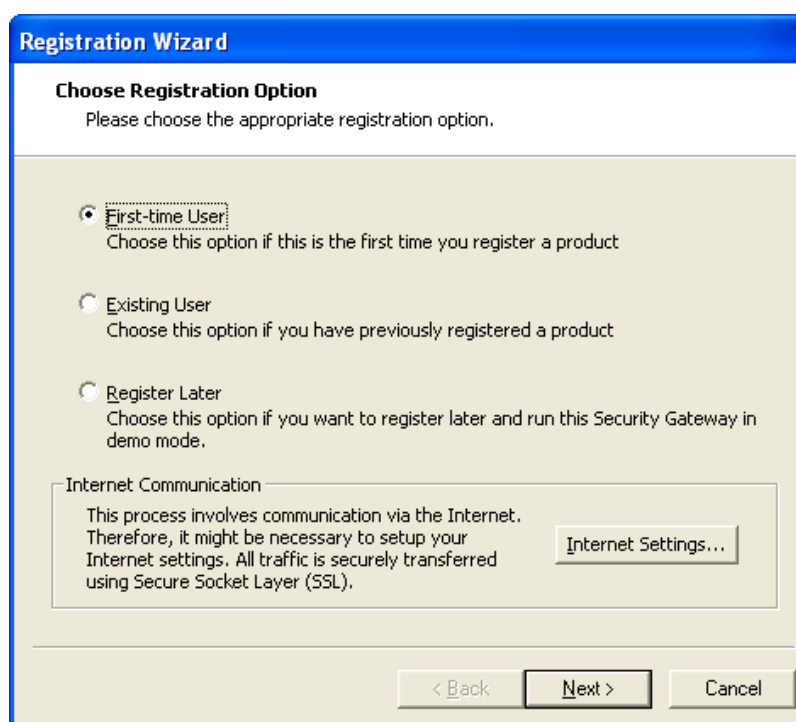 Registration Wizard
Choose Registration Option
Please choose the appropriate registration option.
First-time User
Choose this option if this is the first time you register a product
Existing User
Choose this option if you have previously registered a product
Register Later
Choose this option if you want to register later and run this Security Gateway in
demo mode.
Internet Communication
This process involves communication via the Internet.
Therefore, it might be necessary to setup your
Internet settings. All traffic is securely transferred
using Secure Socket Layer (SSL).
Internet Settings...
< Back
Next >
Cancel